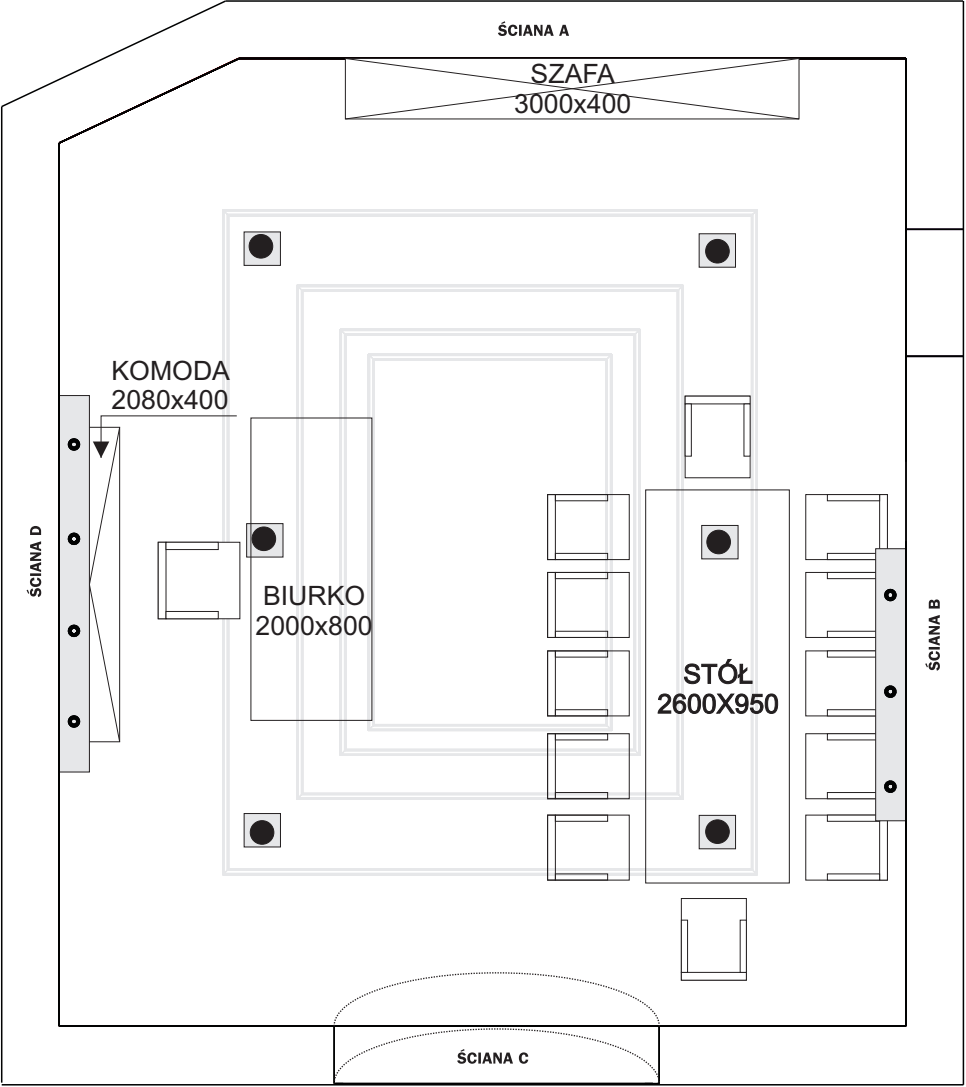 ŚCIANA A
SZAFA
3000x400
KOMODA
2080x400
ŚCIANA D
BIURKO
2000x800
STÓŁ
2600X950
ŚCIANA B
ŚCIANA C